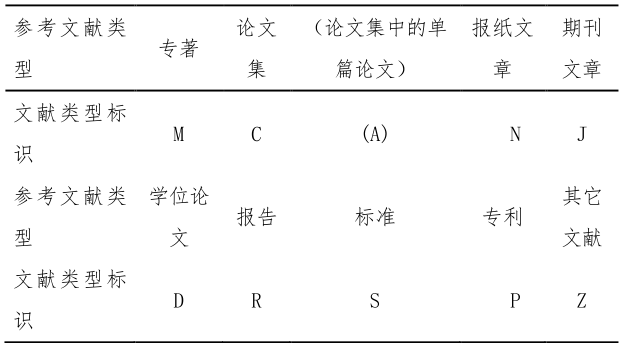 参考文献类 专著 论文 （论文集中的单 报纸文 期刊
型 集 篇论文） 章 文章
文献类型标 M C (A) N J
识
参考文献类 学位论 报告 标准 专利 其它
型 文 文献
文献类型标 D R S P Z
识